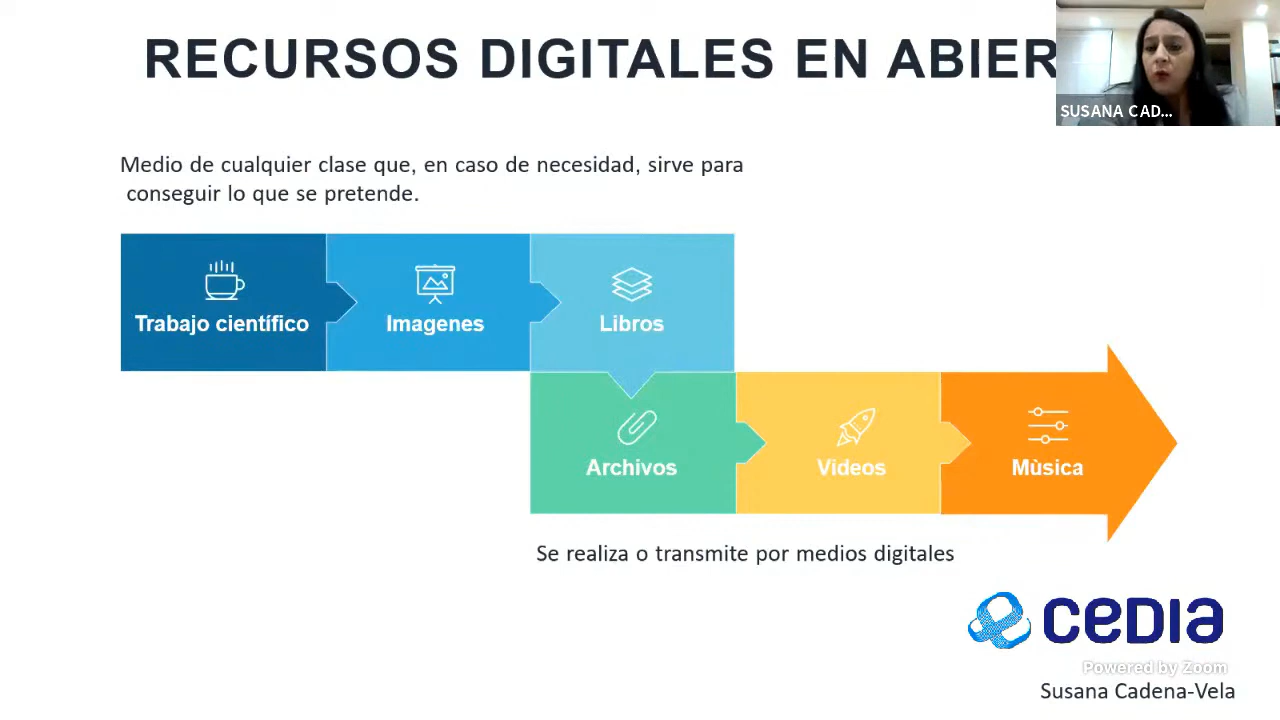 RECURSOS DIGITALES EN ABIER
SUSANA CAD...
Medio de cualquier clase que, en caso de necesidad, sirve para
conseguir lo que se pretende.
Trabajo científico
Imagenes
Libros
Archivos
Videos
Mùsica
Se realiza o transmite por medios digitales
CEDIA
Powered by Zoom
Susana Cadena-Vela